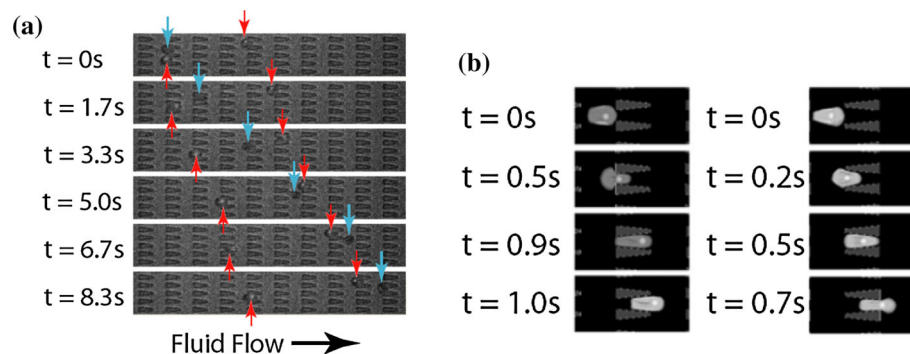 (a)
t = 0s
t = 1.7s
t = 3.3s
t = 5.0s
t = 6.7s
t = 8.3s
Fluid Flow
(b)
t = 0s
t = 0.5s
t = 0.9s
t = 1.0s
t = 0s
t = 0.2s
t = 0.5s
t = 0.7s